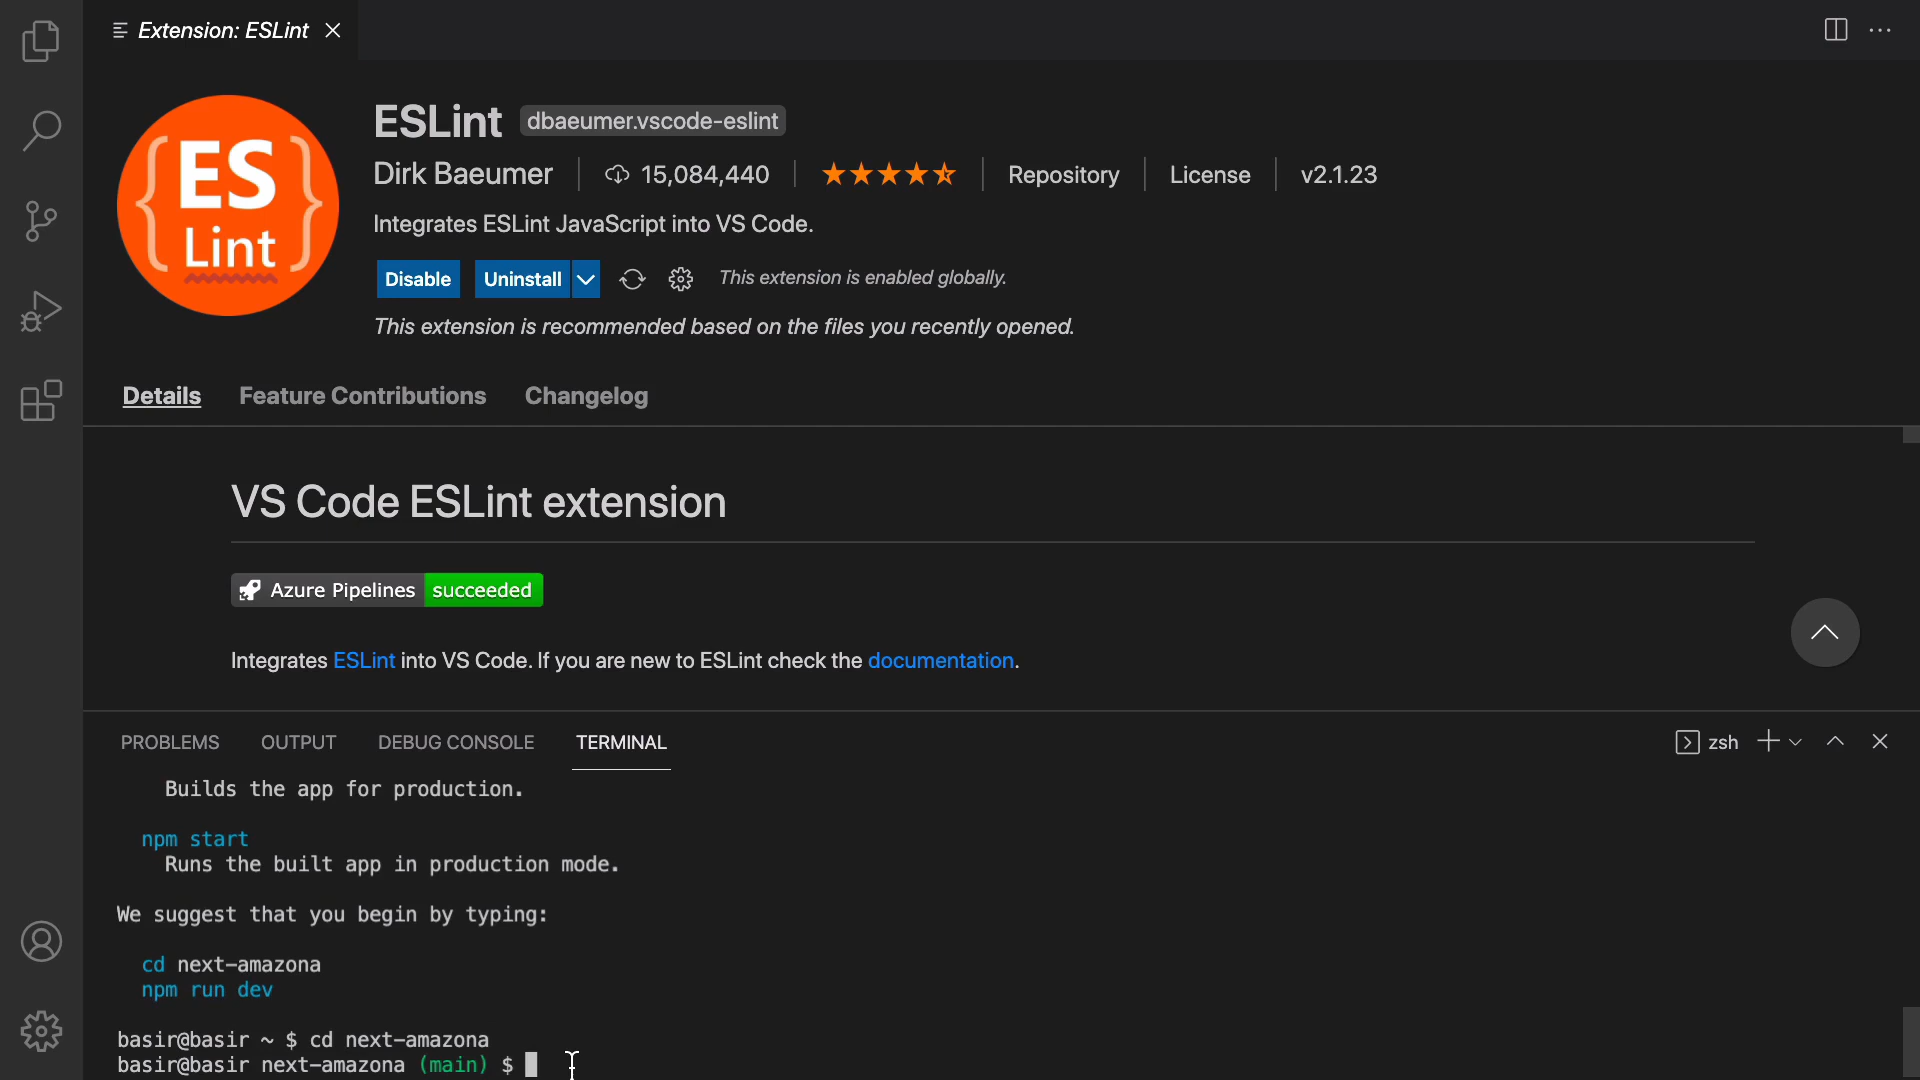 Extension: ESLint
ES
Lint
ESLint dbaeumer.vscode-eslint
Dirk Baeumer 15,084,440 Repository License v2.1.23
Integrates ESLint JavaScript into VS Code.
Disable Uninstall This extension is enabled globally.
This extension is recommended based on the files you recently opened.
Details Feature Contributions Changelog
VS Code ESLint extension
Azure Pipelines succeeded
Integrates ESLint into VS Code. If you are new to ESLint check the documentation.
PROBLEMS OUTPUT DEBUG CONSOLE TERMINAL zsh
Builds the app for production.
npm start
Runs the built app in production mode.
We suggest that you begin by typing:
cd next-amazona
npm run dev
basir@basir ~ $ cd next-amazona
basir@basir next-amazona (main) $